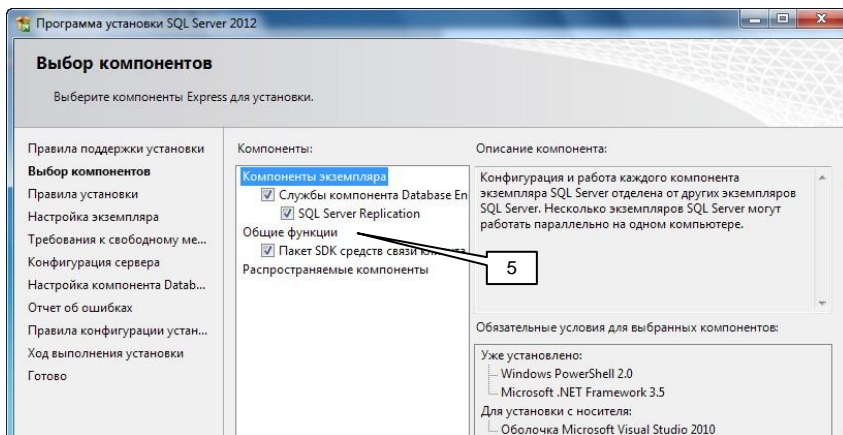 Программа установки SQL Server 2012
Выбор компонентов
Выберите компоненты Express для установки.
Правила поддержки установки
Выбор компонентов
Правила установки
Настройка экземпляра
Требования к свободному ме...
Конфигурация сервера
Настройка компонента Datab...
Отчет об ошибках
Правила конфигурации устан...
Ход выполнения установки
Готово
Компоненты:
Компоненты экземпляра
Службы компонента Database En
SQL Server Replication
Общие функции
Пакет SDK средств связи клиента
Распространяемые компоненты
5
Описание компонента:
Конфигурация и работа каждого компонента
экземпляра SQL Server отделена от других экземпляров
SQL Server. Несколько экземпляров SQL Server могут
работать параллельно на одном компьютере.
Обязательные условия для выбранных компонентов:
Уже установлено:
Windows PowerShell 2.0
Microsoft .NET Framework 3.5
Для установки с носителя:
Оболочка Microsoft Visual Studio 2010